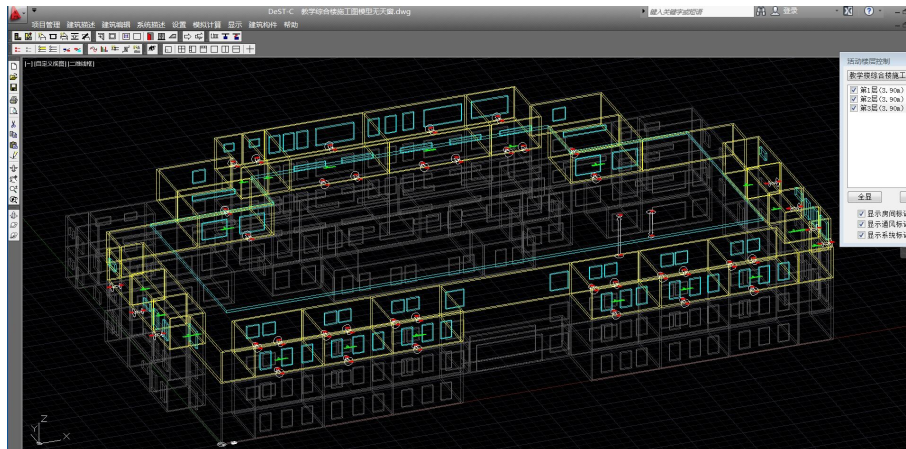 DeST-C 教学综合楼施工图模型无天窗.dwg
键入关键字或短语
登录
项目管理 建筑描述 建筑编辑 系统描述 设置 模拟计算 显示 建筑构件 帮助
[-][自定义视图][二维线框]
活动楼层控制
教学楼综合楼施工
第1层(3.90m)
第2层(3.90m)
第3层(3.90m)
全显
显示房间标
显示通风标
显示系统标
Z
Y
X